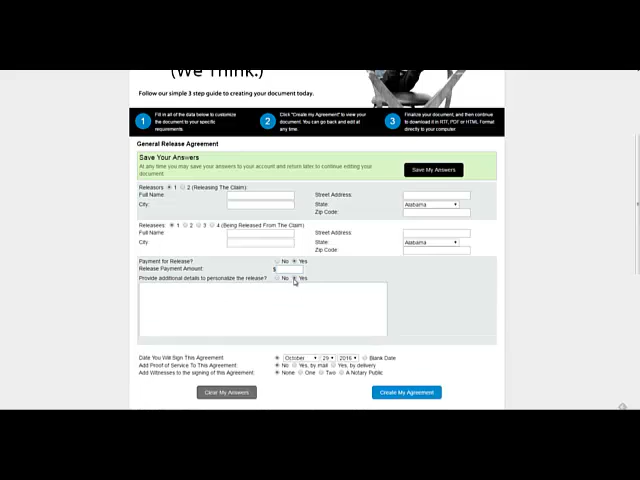 (We Think.)
Follow our simple 3 step guide to creating your document today.
1 Fill in all of the data below to customize the document to your specific requirements.
2 Click "Create my Agreement" to view your document. You can go back and edit at any time.
3 Finalize your document, and then continue to download it in RTF, PDF or HTML Format directly to your computer.
General Release Agreement
Save Your Answers
At any time you may save your answers to your account and return later to continue editing your document
Save My Answers
Releasors 1 2 (Releasing The Claim)
Full Name Street Address:
City: State Alabama
Zip Code:
Releasees: 1 2 3 4 (Being Released From The Claim)
Full Name Street Address:
City State: Alabama
Zip Code:
Payment for Release? No Yes
Release Payment Amount: $
Provide additional details to personalize the release? No Yes
Date You Will Sign This Agreement: October 29 2016 Blank Date
Add Proof of Service To This Agreement: No Yes, by mail Yes, by delivery
Add Witnesses to the signing of this Agreement: None One Two A Notary Public
Clear My Answers Create My Agreement